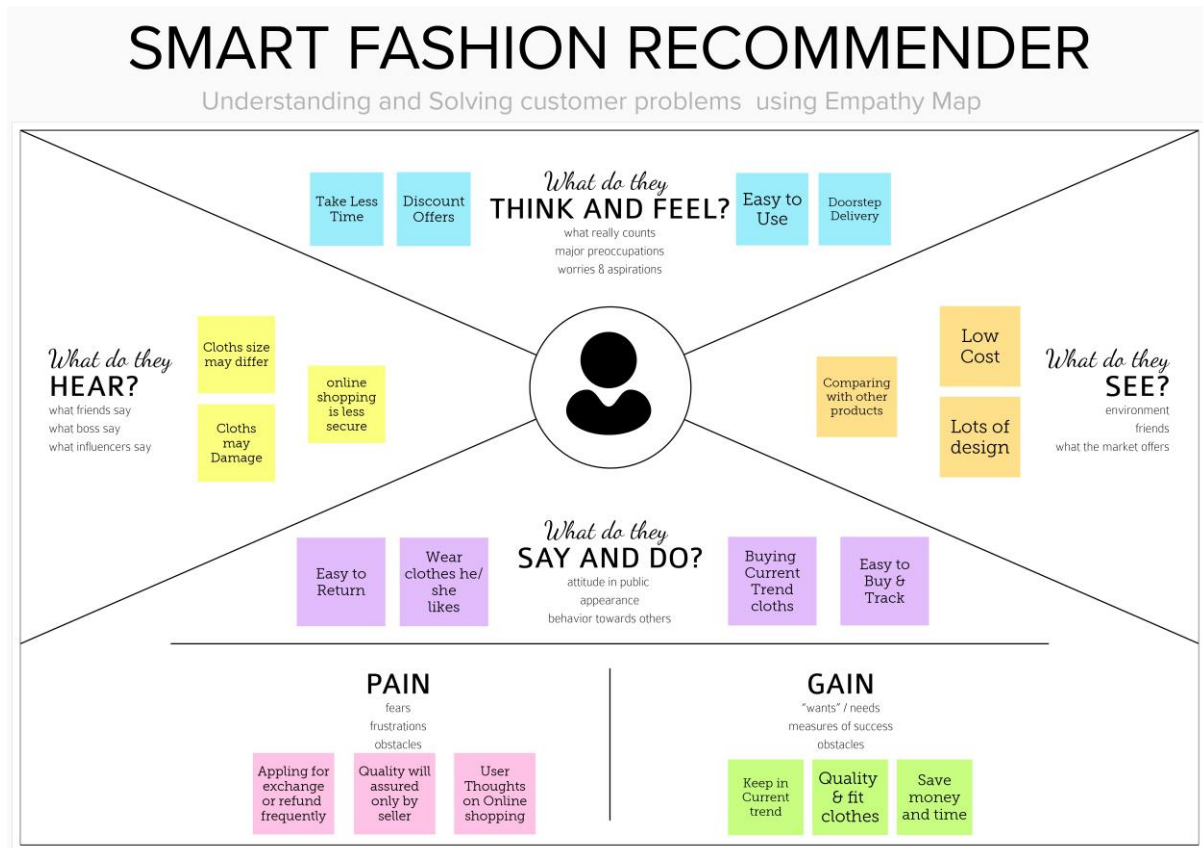 SMART FASHION RECOMMENDER
Understanding and Solving customer problems using Empathy Map
Take Less
Time
Discount
Offers
What do they
THINK AND FEEL?
what really counts
major preoccupations
worries & aspirations
Easy to
Use
Doorstep
Delivery
What do they
HEAR?
what friends say
what boss say
what influencers say
Cloths size
may differ
Cloths
may
Damage
online
shopping
is less
secure
Comparing
with other
products
Low
Cost
Lots of
design
What do they
SEE?
environment
friends
what the market offers
Easy to
Return
Wear
clothes he/
she
likes
What do they
SAY AND DO?
attitude in public
appearance
behavior towards others
Buying
Current
Trend
cloths
Easy to
Buy &
Track
PAIN
fears
frustrations
obstacles
Appling for
exchange
or refund
frequently
Quality will
assured
only by
seller
User
Thoughts
on Online
shopping
GAIN
"wants" / needs
measures of success
obstacles
Keep in
Current
trend
Quality
& fit
clothes
Save
money
and time